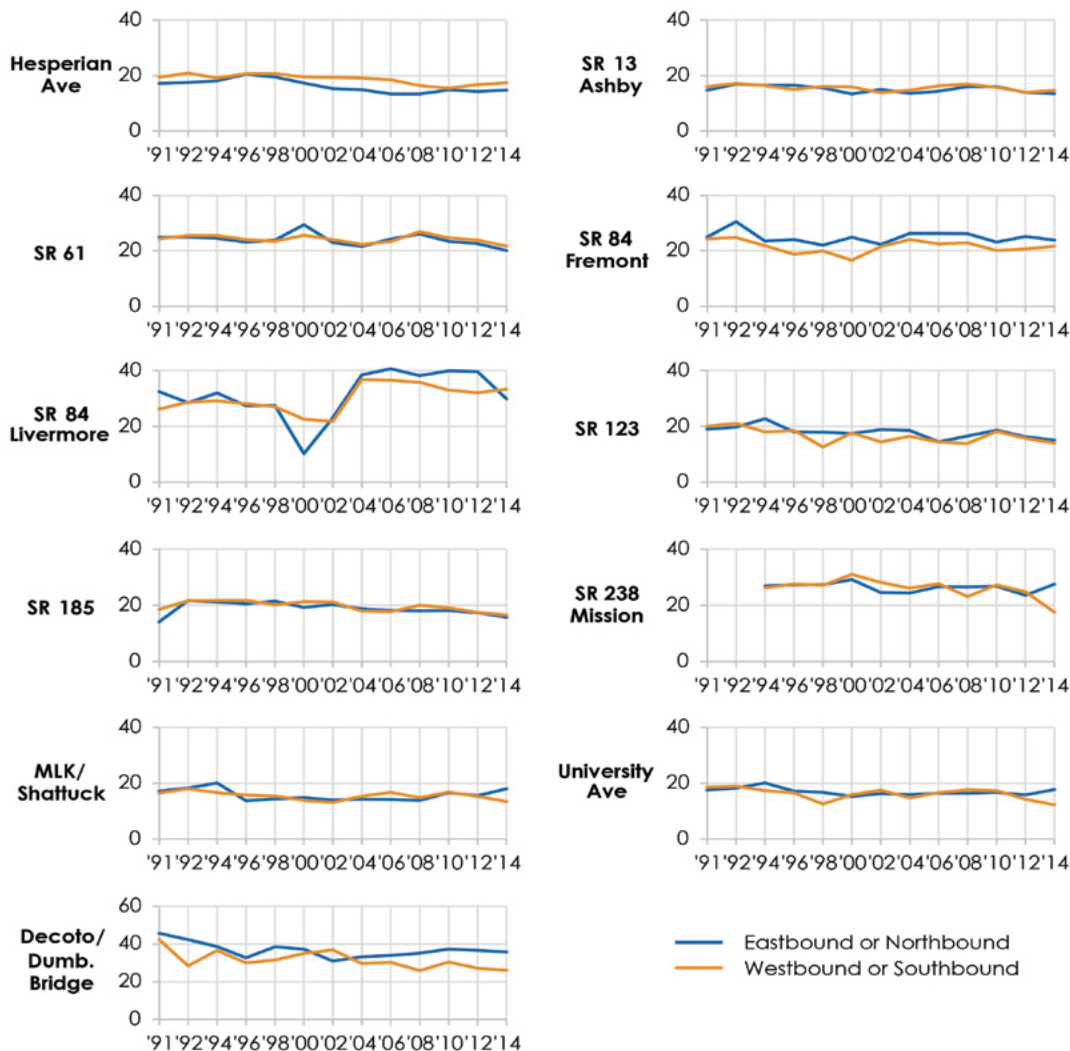 40
Hesperian
Ave
20
0
'91 '92 '94 '96 '98 '00 '02 '04 '06 '08 '10 '12 '14
40
SR 13
Ashby
20
0
'91 '92 '94 '96 '98 '00 '02 '04 '06 '08 '10 '12 '14
40
SR 61
20
0
'91 '92 '94 '96 '98 '00 '02 '04 '06 '08 '10 '12 '14
40
SR 84
Fremont
20
0
'91 '92 '94 '96 '98 '00 '02 '04 '06 '08 '10 '12 '14
40
SR 84
Livermore
20
0
'91 '92 '94 '96 '98 '00 '02 '04 '06 '08 '10 '12 '14
40
SR 123
20
0
'91 '92 '94 '96 '98 '00 '02 '04 '06 '08 '10 '12 '14
40
SR 185
20
0
'91 '92 '94 '96 '98 '00 '02 '04 '06 '08 '10 '12 '14
40
SR 238
Mission
20
0
'91 '92 '94 '96 '98 '00 '02 '04 '06 '08 '10 '12 '14
40
MLK/
Shattuck
20
0
'91 '92 '94 '96 '98 '00 '02 '04 '06 '08 '10 '12 '14
40
University
Ave
20
0
'91 '92 '94 '96 '98 '00 '02 '04 '06 '08 '10 '12 '14
60
Decoto/
Dumb.
Bridge
40
20
0
'91 '92 '94 '96 '98 '00 '02 '04 '06 '08 '10 '12 '14
Eastbound or Northbound
Westbound or Southbound